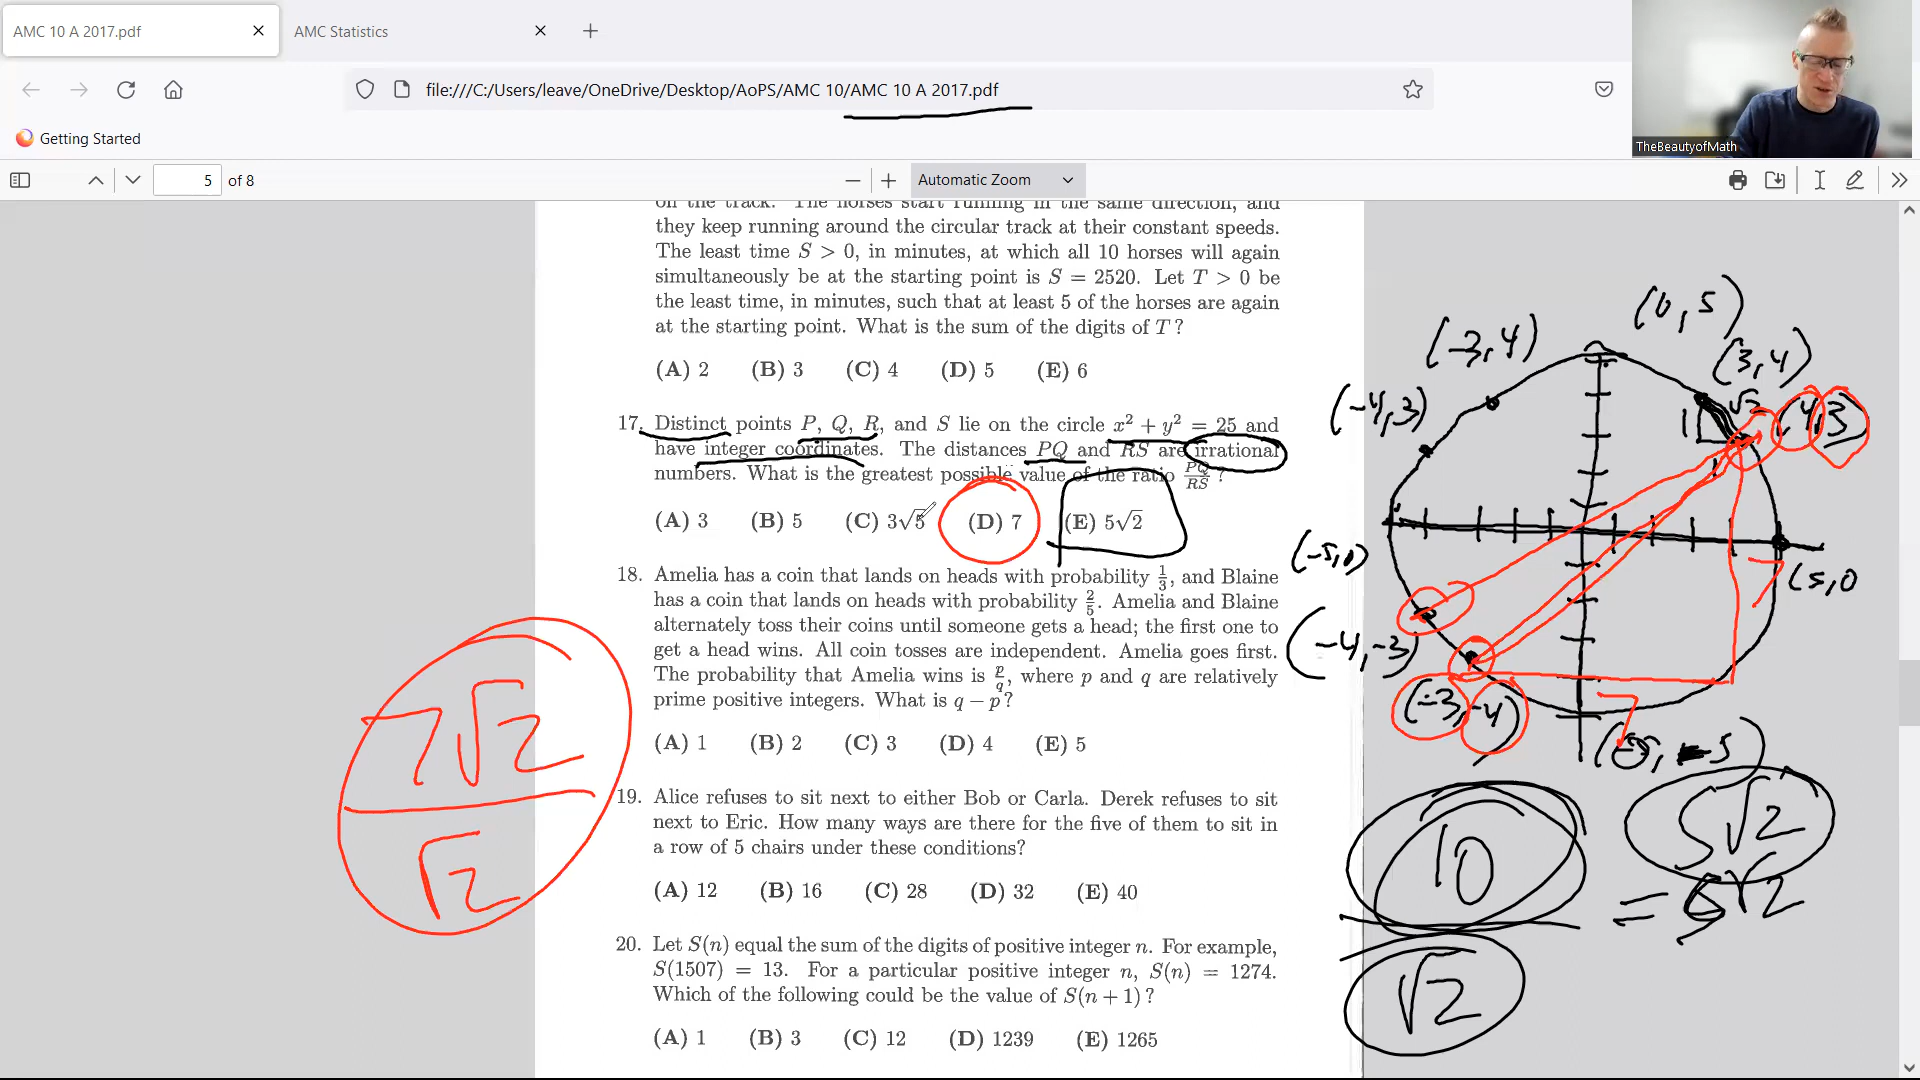 AMC 10 A 2017.pdf
AMC Statistics
file:///C:/Users/leave/OneDrive/Desktop/AoPS/AMC 10/AMC 10 A 2017.pdf
Getting Started
TheBeautyofMath
5 of 8
Automatic Zoom
on the track. The horses start running in the same direction, and
they keep running around the circular track at their constant speeds.
The least time S > 0, in minutes, at which all 10 horses will again
simultaneously be at the starting point is S = 2520. Let T > 0 be
the least time, in minutes, such that at least 5 of the horses are again
at the starting point. What is the sum of the digits of T?
(A) 2 (B) 3 (C) 4 (D) 5 (E) 6
17. Distinct points P, Q, R, and S lie on the circle x² + y² = 25 and
have integer coordinates. The distances PQ and RS are irrational
numbers. What is the greatest possible value of the ratio PQ/RS?
(A) 3 (B) 5 (C) 3√5 (D) 7 (E) 5√2
18. Amelia has a coin that lands on heads with probability 1/3, and Blaine
has a coin that lands on heads with probability 2/5. Amelia and Blaine
alternately toss their coins until someone gets a head; the first one to
get a head wins. All coin tosses are independent. Amelia goes first.
The probability that Amelia wins is p/q, where p and q are relatively
prime positive integers. What is q − p?
(A) 1 (B) 2 (C) 3 (D) 4 (E) 5
19. Alice refuses to sit next to either Bob or Carla. Derek refuses to sit
next to Eric. How many ways are there for the five of them to sit in
a row of 5 chairs under these conditions?
(A) 12 (B) 16 (C) 28 (D) 32 (E) 40
20. Let S(n) equal the sum of the digits of positive integer n. For example,
S(1507) = 13. For a particular positive integer n, S(n) = 1274.
Which of the following could be the value of S(n + 1)?
(A) 1 (B) 3 (C) 12 (D) 1239 (E) 1265
7√2
√2
(0,5)
(-3,4)
(3,4)
(-4,3)
√2
1
4,3)
(-5,0)
7
(5,0
(-4,-3)
(-3,-4)
7
10
√2
= 5√2
5√2